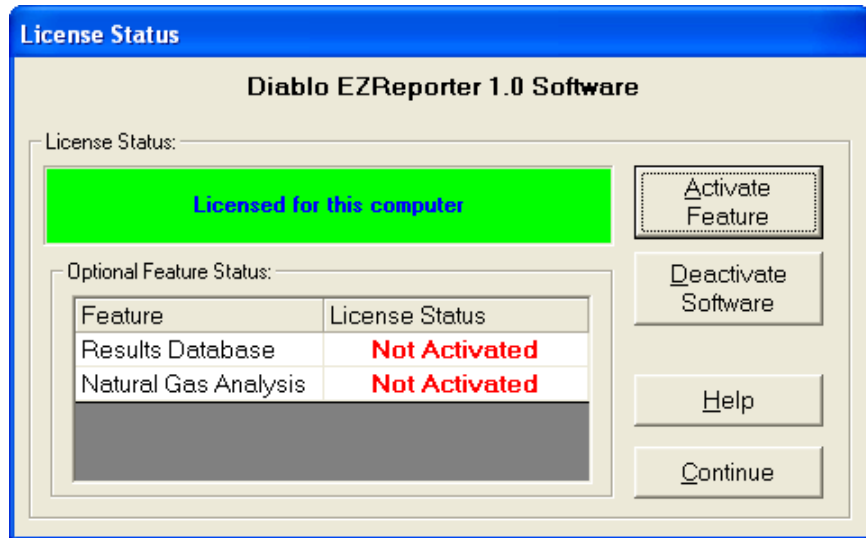 License Status
Diablo EZReporter 1.0 Software
License Status:
Licensed for this computer
Activate
Feature
Optional Feature Status:
Deactivate
Software
Feature License Status
Results Database Not Activated
Natural Gas Analysis Not Activated
Help
Continue